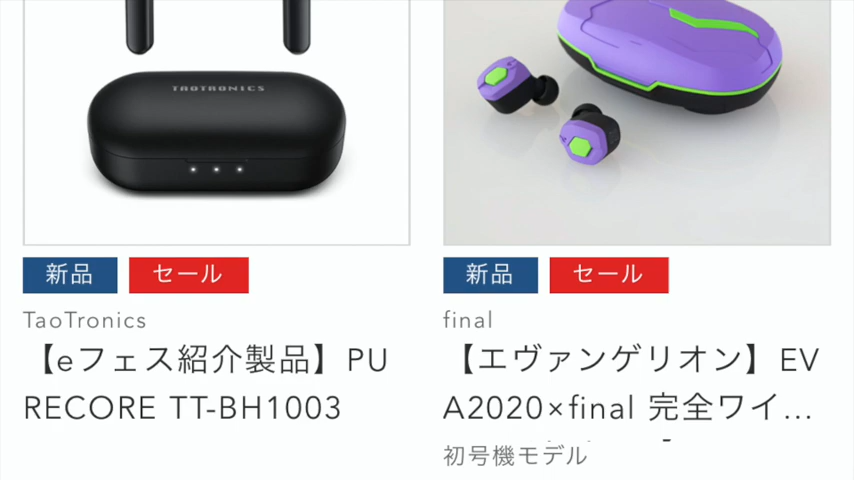 TAOTRONICS
新品 セール
TaoTronics
【eフェス紹介製品】PU
RECORE TT-BH1003
新品 セール
final
【エヴァンゲリオン】EV
A2020×final 完全ワイ...
初号機モデル